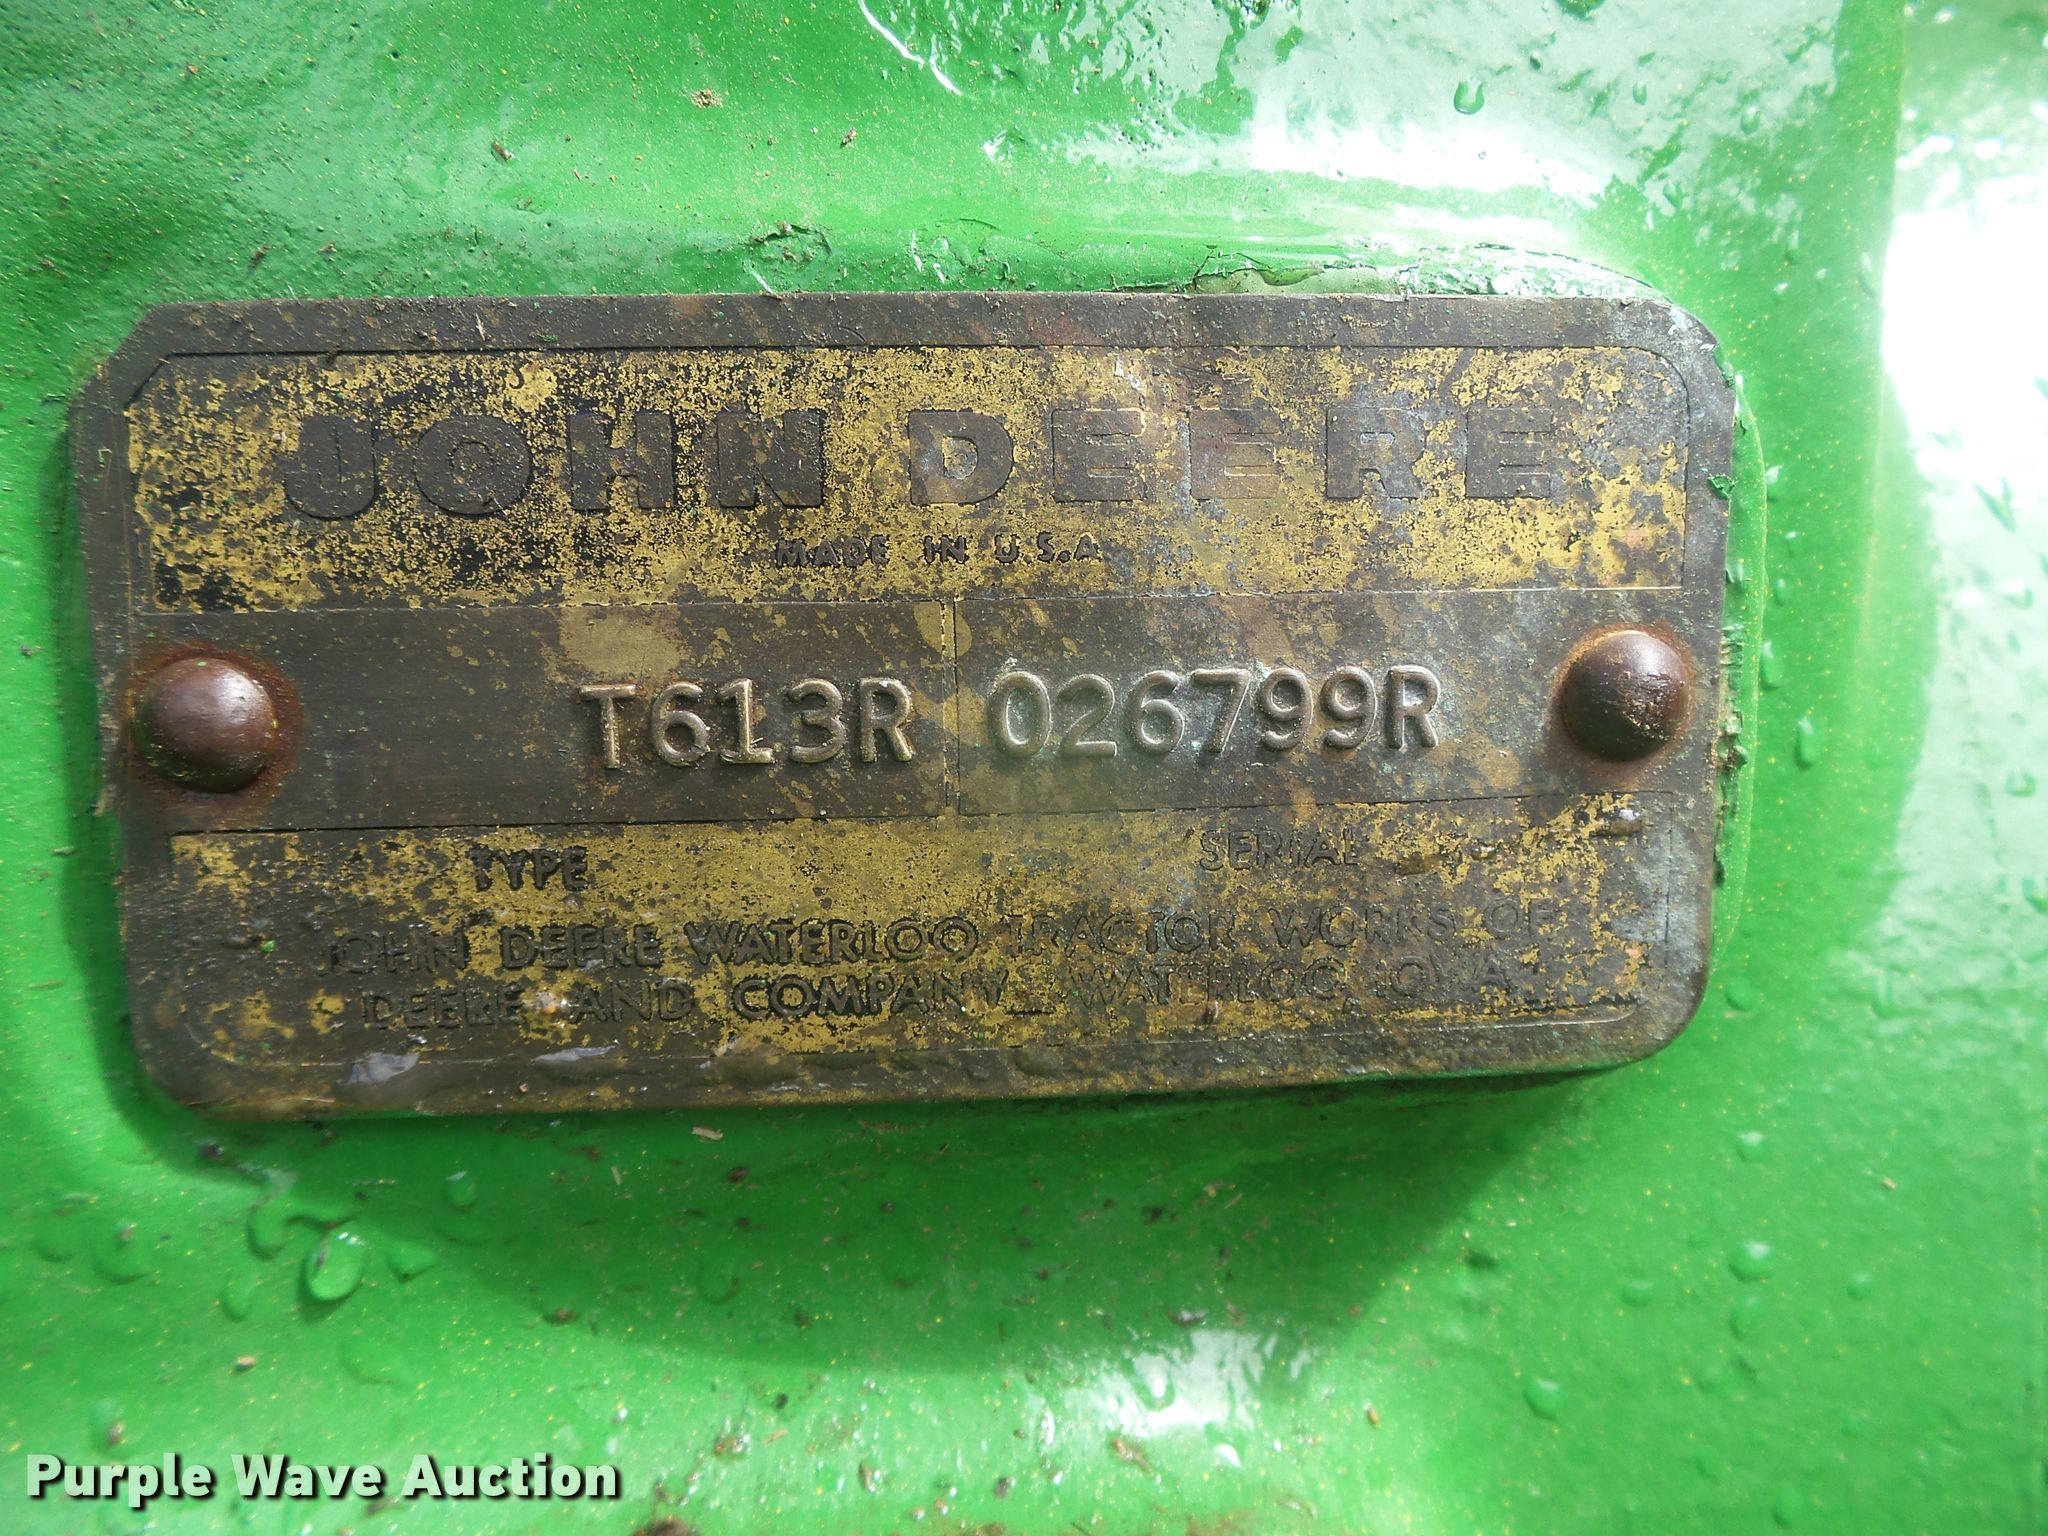 JOHN DEERE
MADE IN U.S.A
T613R 026799R
TYPE SERIAL
JOHN DEERE WATERLOO TRACTOR WORKS OF
DEERE AND COMPANY WATERLOO, IOWA
Purple Wave Auction